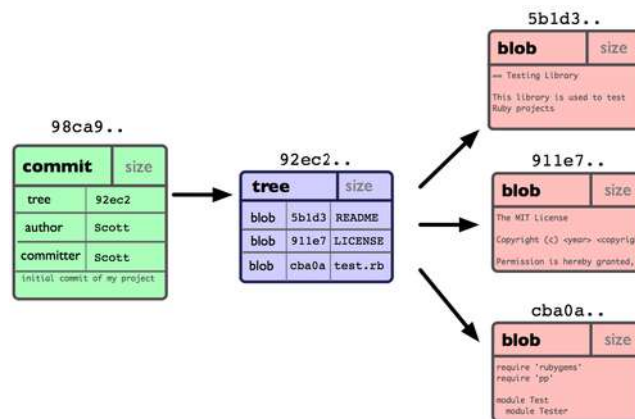 98ca9..
commit size
tree 92ec2
author Scott
committer Scott
initial commit of my project
92ec2..
tree size
blob 5b1d3 README
blob 911e7 LICENSE
blob cba0a test.rb
5b1d3..
blob size
== Testing Library
This library is used to test
Ruby projects
911e7..
blob size
The MIT License
Copyright (c) <year> <copyrig
Permission is hereby granted,
cba0a..
blob size
require 'rubygems'
require 'pp'
module Test
module Tester